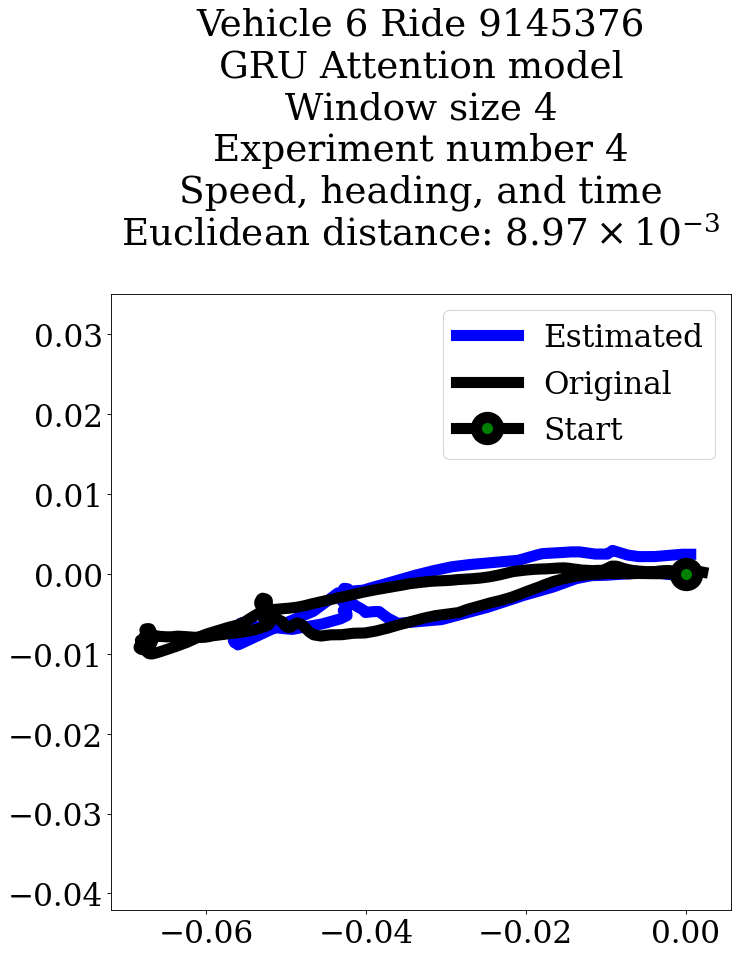 Vehicle 6 Ride 9145376
GRU Attention model
Window size 4
Experiment number 4
Speed, heading, and time
Euclidean distance: 8.97 × 10⁻³
Estimated
Original
Start
0.03
0.02
0.01
0.00
−0.01
−0.02
−0.03
−0.04
−0.06 −0.04 −0.02 0.00